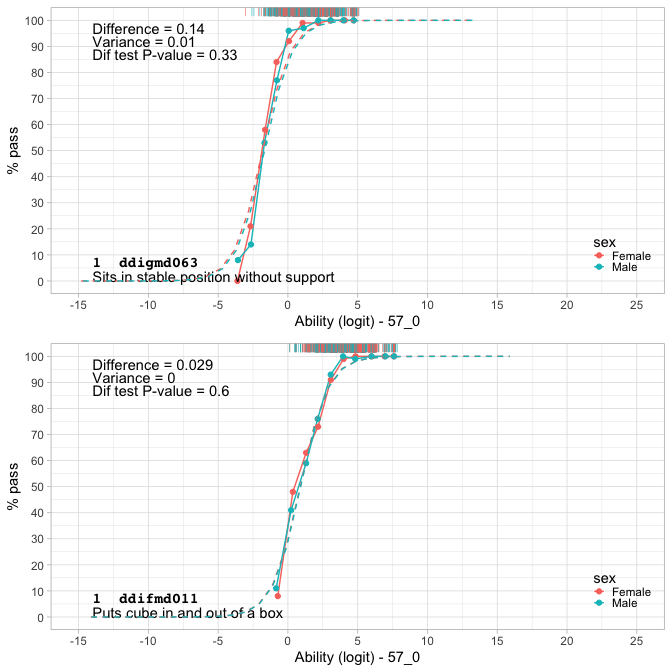 Difference = 0.14
Variance = 0.01
Dif test P-value = 0.33
100
90
80
70
60
50
40
30
20
10
0
% pass
1 ddigmd063
Sits in stable position without support
sex
Female
Male
-15 -10 -5 0 5 10 15 20 25
Ability (logit) - 57_0
Difference = 0.029
Variance = 0
Dif test P-value = 0.6
100
90
80
70
60
50
40
30
20
10
0
% pass
1 ddifmd011
Puts cube in and out of a box
sex
Female
Male
-15 -10 -5 0 5 10 15 20 25
Ability (logit) - 57_0